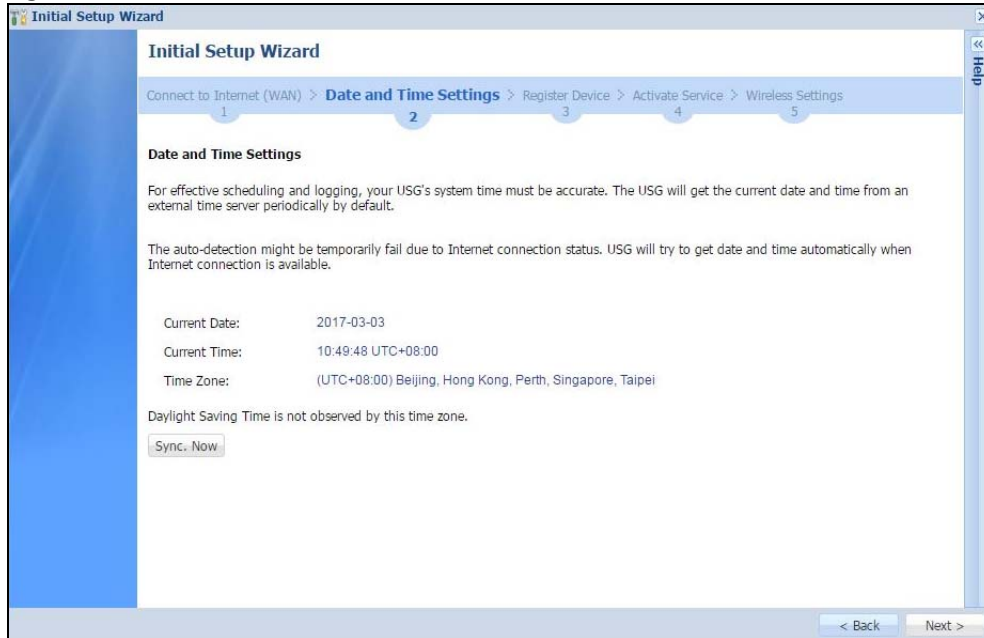 Initial Setup Wizard
Help
Initial Setup Wizard
Connect to Internet (WAN) > Date and Time Settings > Register Device > Activate Service > Wireless Settings
1 2 3 4 5
Date and Time Settings
For effective scheduling and logging, your USG's system time must be accurate. The USG will get the current date and time from an
external time server periodically by default.
The auto-detection might be temporarily fail due to Internet connection status. USG will try to get date and time automatically when
Internet connection is available.
Current Date: 2017-03-03
Current Time: 10:49:48 UTC+08:00
Time Zone: (UTC+08:00) Beijing, Hong Kong, Perth, Singapore, Taipei
Daylight Saving Time is not observed by this time zone.
Sync. Now
< Back Next >